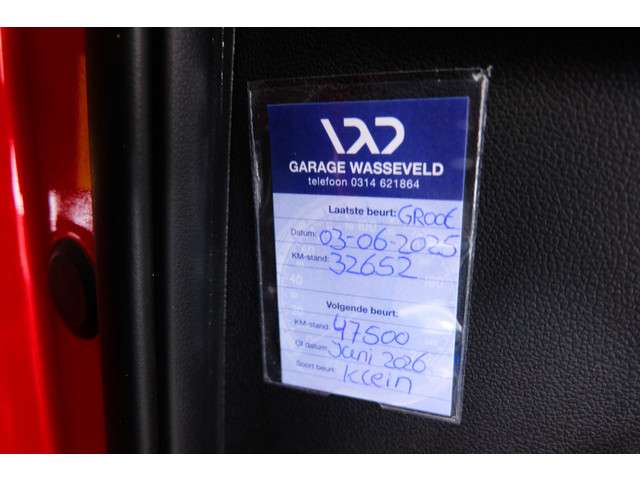 GARAGE WASSEVELD
telefoon 0314 621864
Laatste beurt: GROOt
Datum: 03-06-2025
KM-stand: 32652
Volgende beurt:
KM-stand: 47500
Of datum: Juni 2026
Soort beurt: Klein